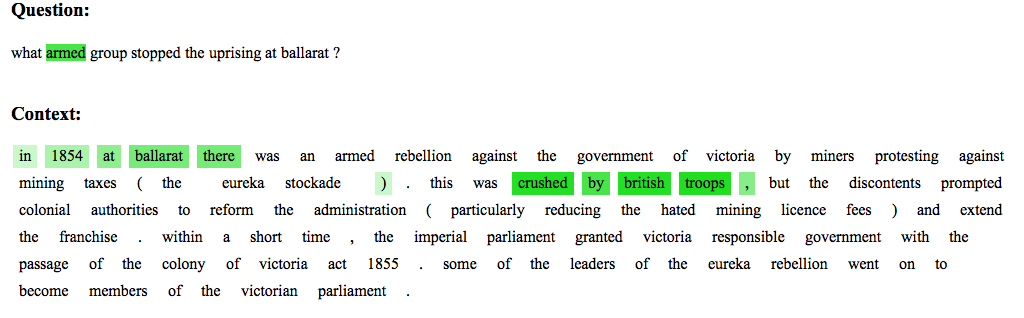 Question:
what armed group stopped the uprising at ballarat ?
Context:
in 1854 at ballarat there was an armed rebellion against the government of victoria by miners protesting against
mining taxes ( the eureka stockade ) . this was crushed by british troops , but the discontents prompted
colonial authorities to reform the administration ( particularly reducing the hated mining licence fees ) and extend
the franchise . within a short time , the imperial parliament granted victoria responsible government with the
passage of the colony of victoria act 1855 . some of the leaders of the eureka rebellion went on to
become members of the victorian parliament .